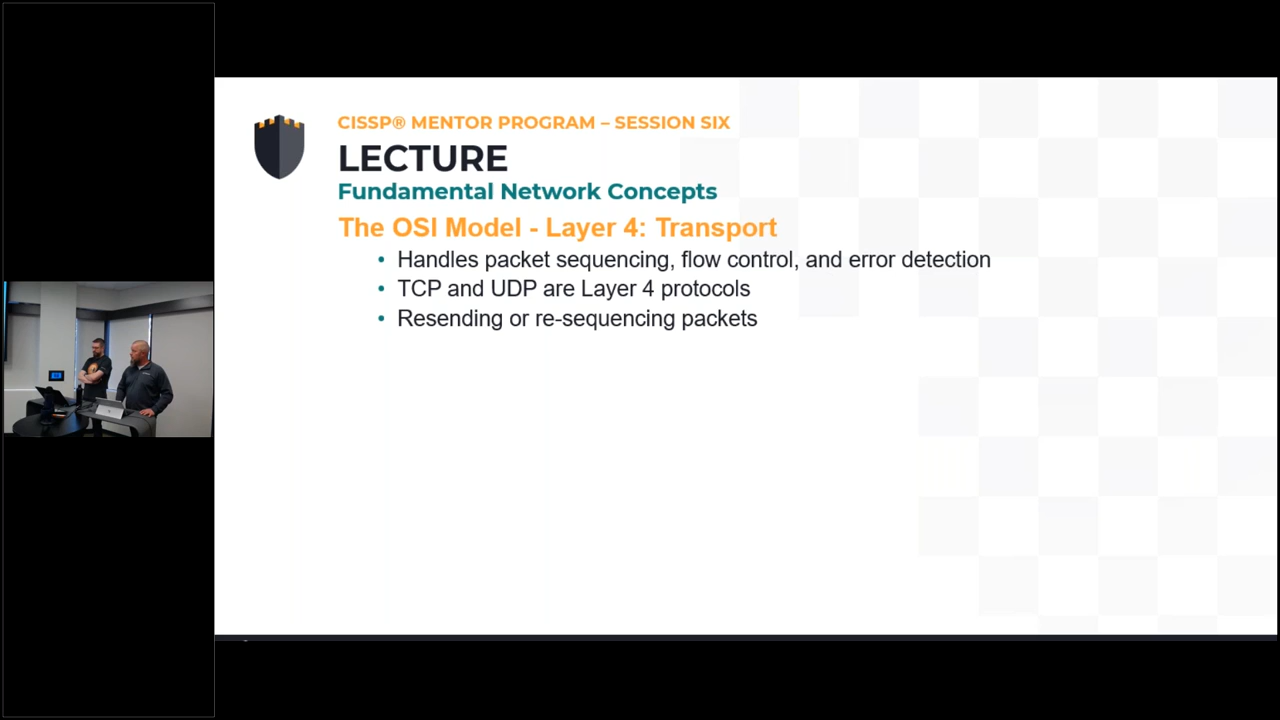 CISSP® MENTOR PROGRAM – SESSION SIX
LECTURE
Fundamental Network Concepts
The OSI Model - Layer 4: Transport
• Handles packet sequencing, flow control, and error detection
• TCP and UDP are Layer 4 protocols
• Resending or re-sequencing packets